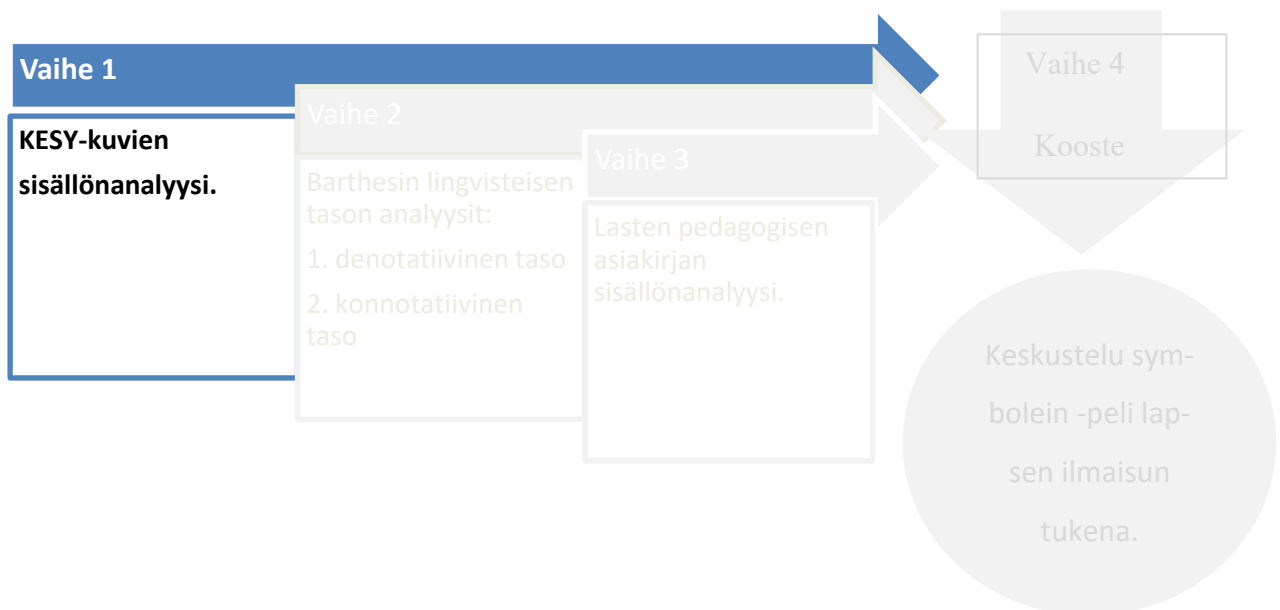 Vaihe 1
KESY-kuvien
sisällönanalyysi.
Vaihe 2
Barthesin lingvisteisen
tason analyysit:
1. denotatiivinen taso
2. konnotatiivinen
taso
Vaihe 3
Lasten pedagogisen
asiakirjan
sisällönanalyysi.
Vaihe 4
Kooste
Keskustelu sym-
bolein -peli lap-
sen ilmaisun
tukena.